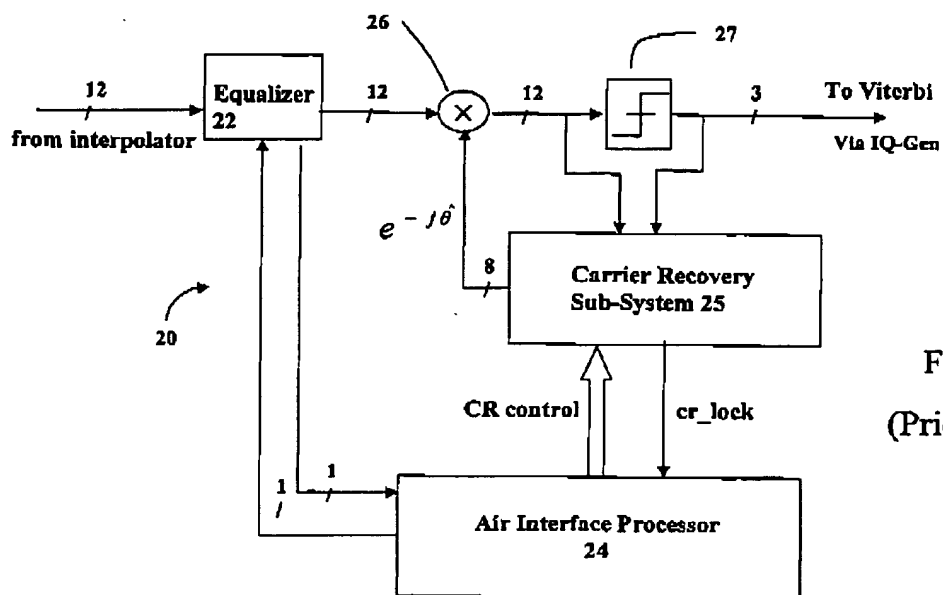 26
27
12
Equalizer
22
12
×
12
3
To Viterbi
from interpolator
Via IQ-Gen
e^{-jθ̂}
8
Carrier Recovery
Sub-System 25
20
CR control
cr_lock
1
1
Air Interface Processor
24